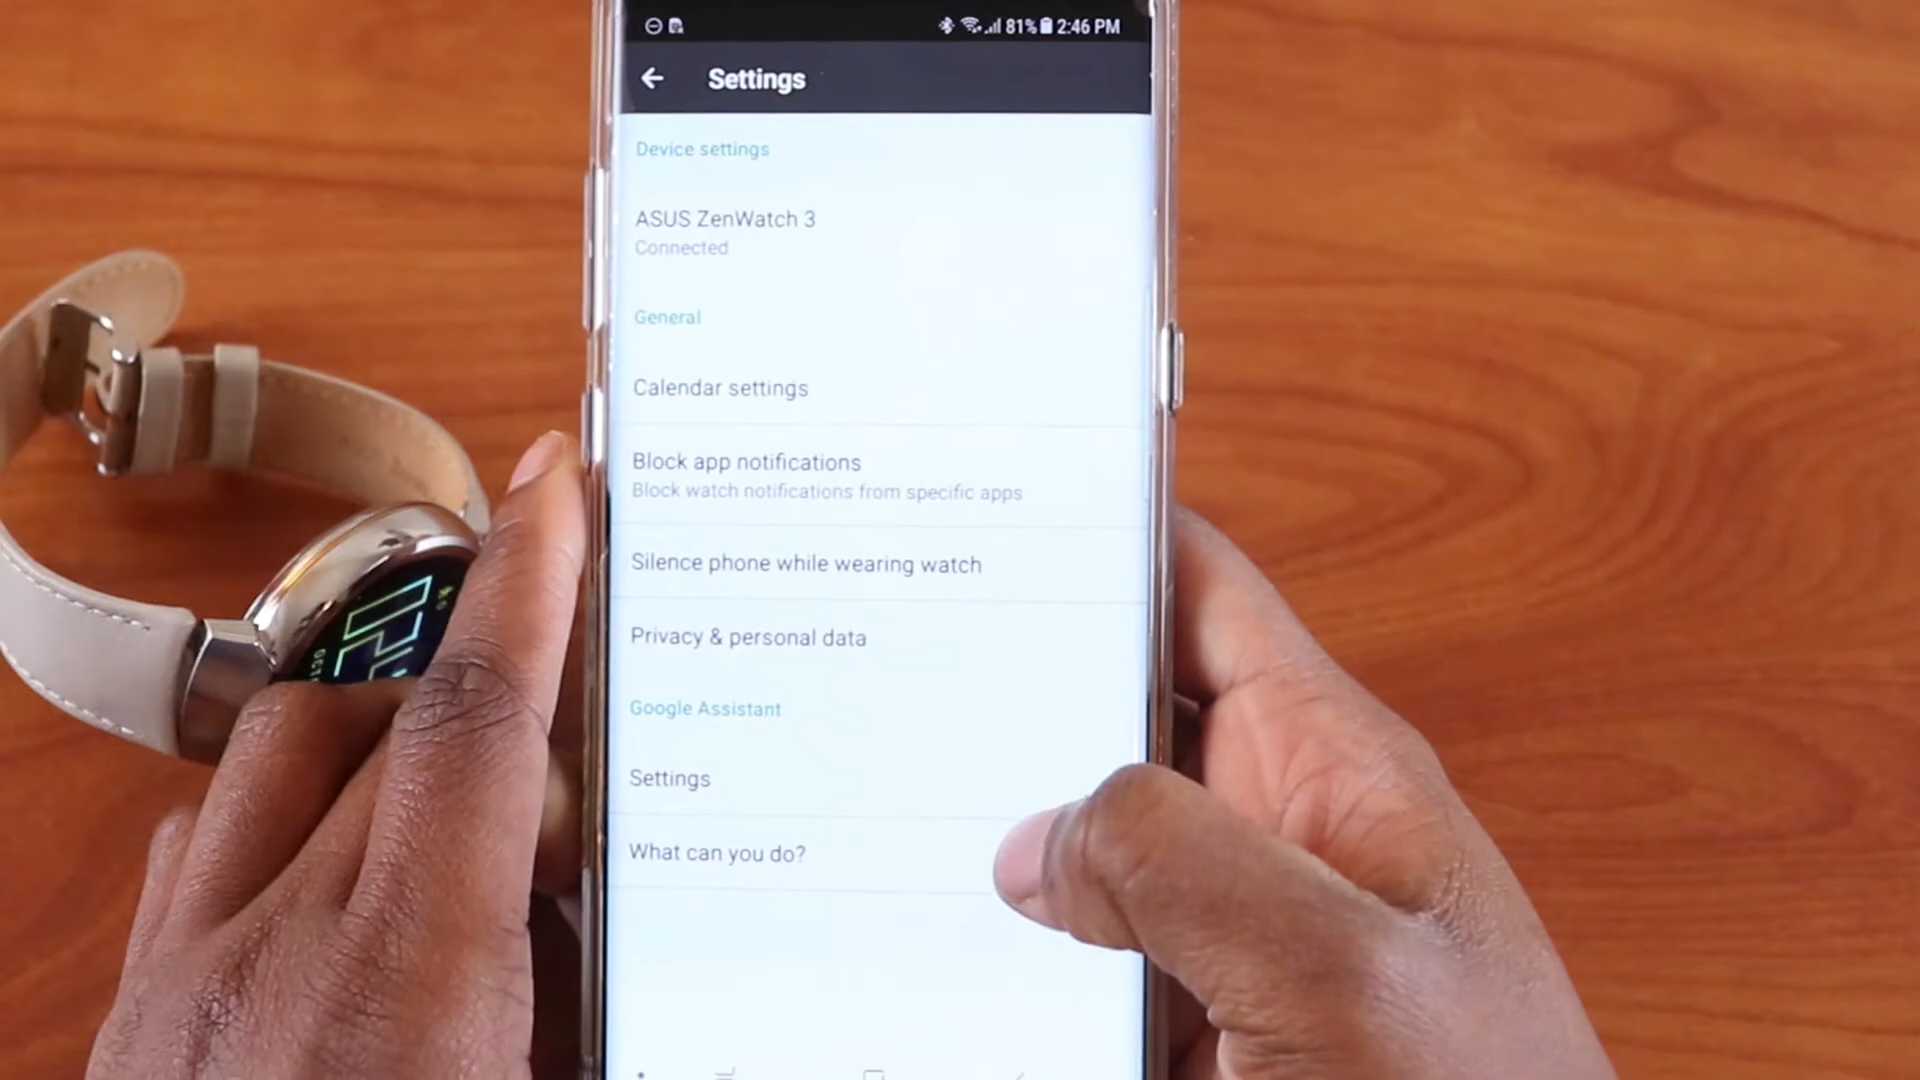 81% 2:46 PM
Settings
Device settings
ASUS ZenWatch 3
Connected
General
Calendar settings
Block app notifications
Block watch notifications from specific apps
Silence phone while wearing watch
Privacy & personal data
Google Assistant
Settings
What can you do?